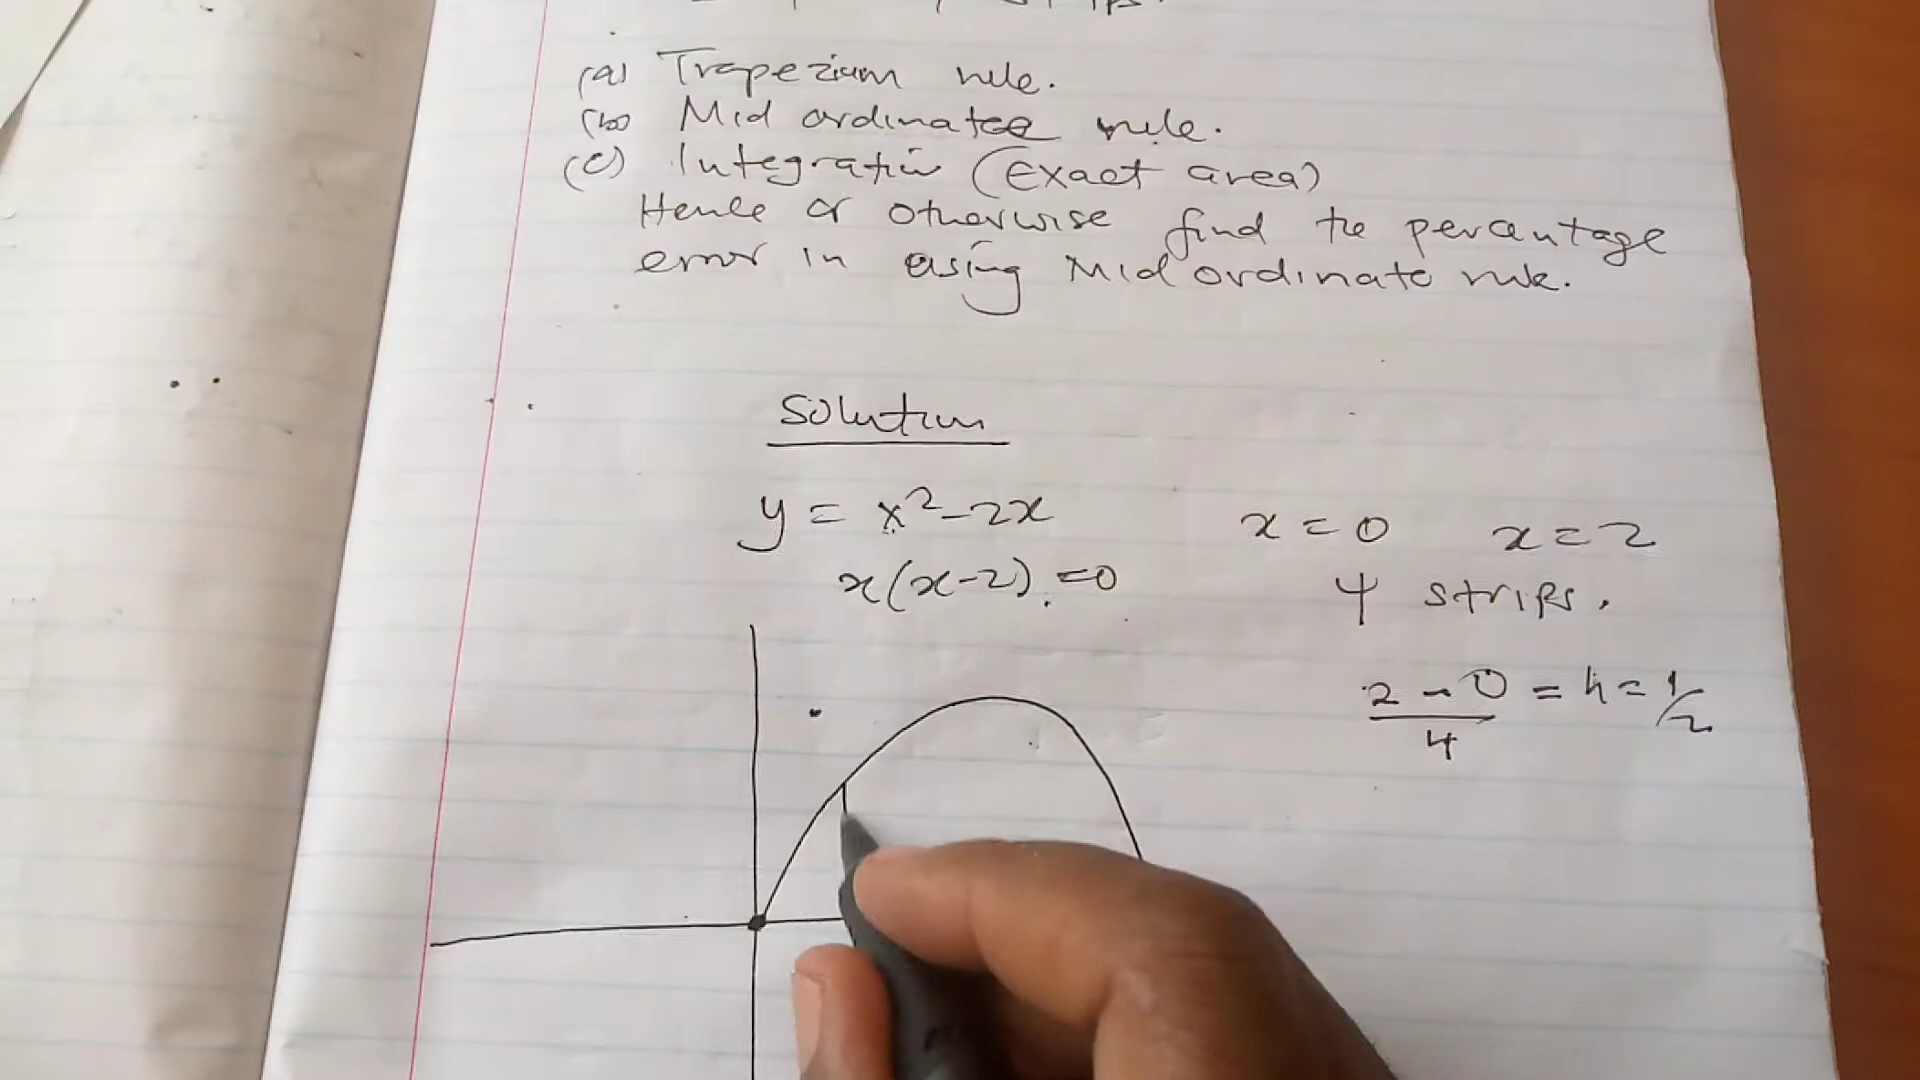 (a) Trapezium rule.
(b) Mid ordinate rule.
(c) Integration (Exact area)
Hence or otherwise find the percentage
error in using Mid ordinate rule.
Solution
y = x²-2x x = 0 x = 2
x(x-2) = 0 4 strips.
2 - 0 = h = 1/2
4